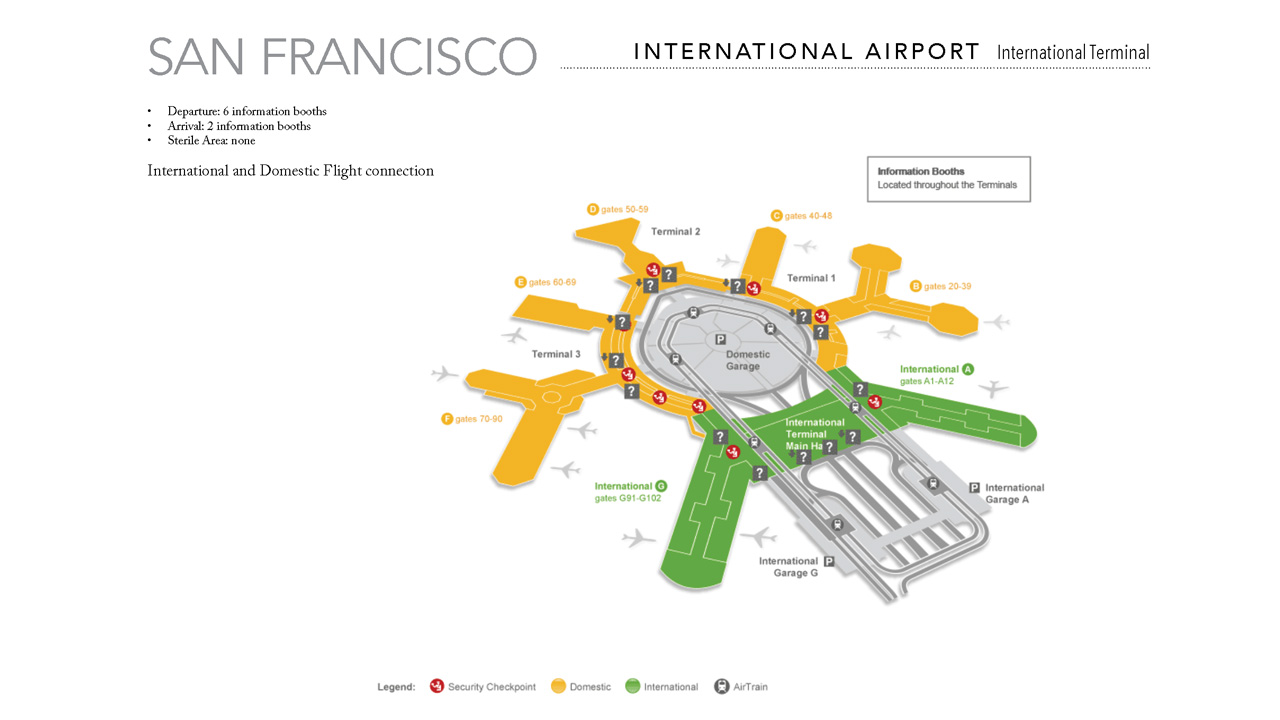 SAN FRANCISCO
INTERNATIONAL AIRPORT International Terminal
• Departure: 6 information booths
• Arrival: 2 information booths
• Sterile Area: none
International and Domestic Flight connection
Information Booths
Located throughout the Terminals
D gates 50-59
C gates 40-48
Terminal 2
Terminal 1
E gates 60-69
B gates 20-39
Terminal 3
P
Domestic
Garage
International A
gates A1-A12
F gates 70-90
International
Terminal
Main Ha
International G
gates G91-G102
P International
Garage A
International P
Garage G
Legend: Security Checkpoint Domestic International AirTrain